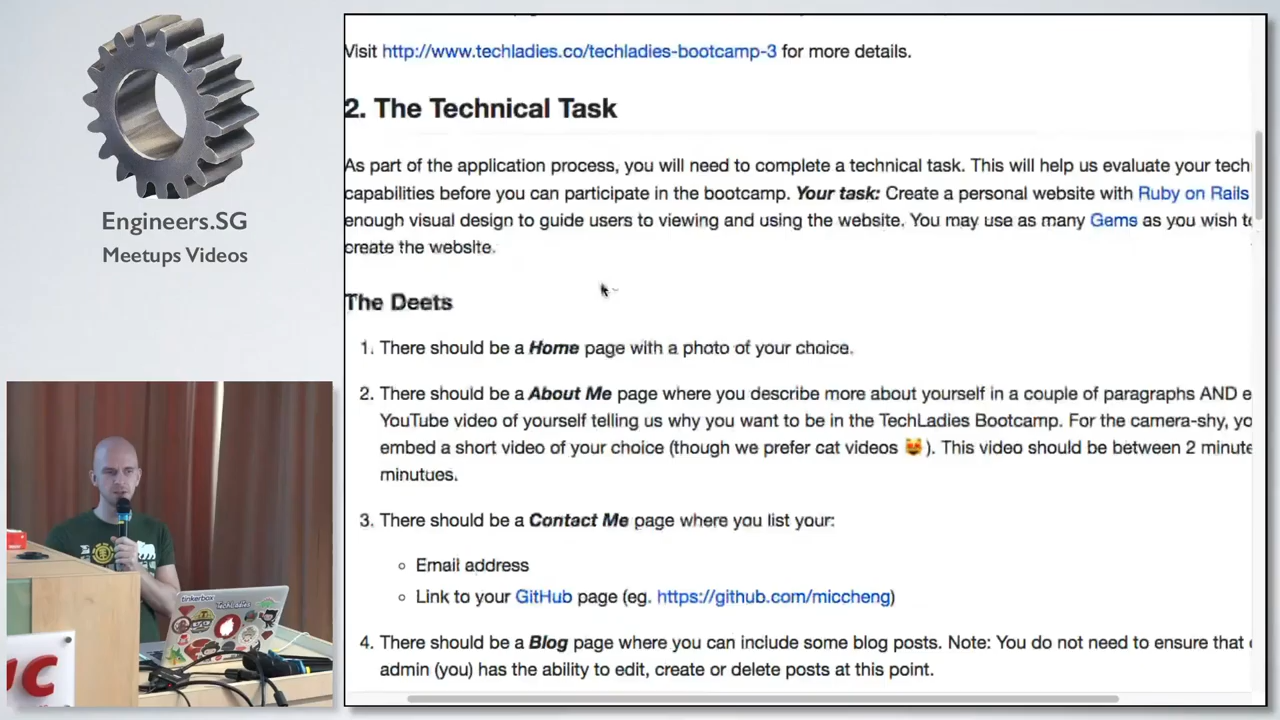 Engineers.SG
Meetups Videos
Visit http://www.techladies.co/techladies-bootcamp-3 for more details.
2. The Technical Task
As part of the application process, you will need to complete a technical task. This will help us evaluate your tech
capabilities before you can participate in the bootcamp. Your task: Create a personal website with Ruby on Rails
enough visual design to guide users to viewing and using the website. You may use as many Gems as you wish t
create the website.
The Deets
1. There should be a Home page with a photo of your choice.
2. There should be a About Me page where you describe more about yourself in a couple of paragraphs AND e
YouTube video of yourself telling us why you want to be in the TechLadies Bootcamp. For the camera-shy, yo
embed a short video of your choice (though we prefer cat videos 😻). This video should be between 2 minute
minutues.
3. There should be a Contact Me page where you list your:
Email address
Link to your GitHub page (eg. https://github.com/miccheng)
4. There should be a Blog page where you can include some blog posts. Note: You do not need to ensure that
admin (you) has the ability to edit, create or delete posts at this point.
tinkerbox
TechLadies